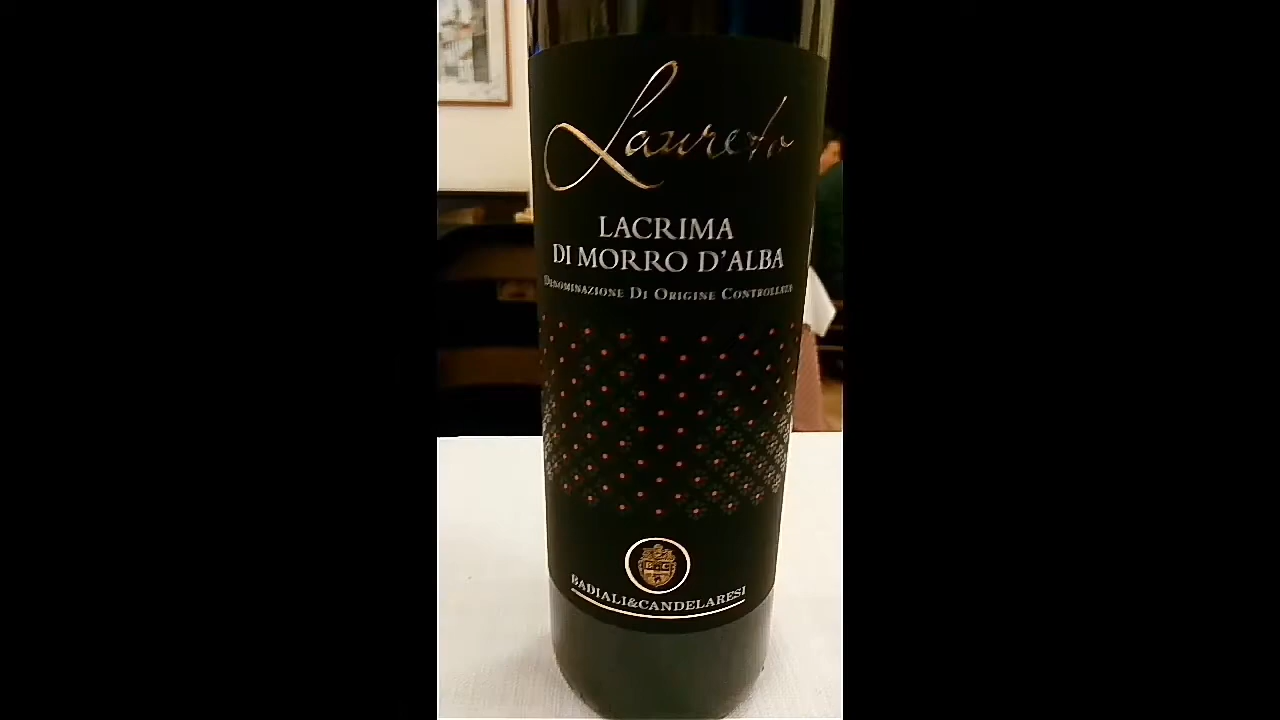 Laureto
LACRIMA
DI MORRO D'ALBA
DENOMINAZIONE DI ORIGINE CONTROLLATA
B C
BADIALI&CANDELARESI